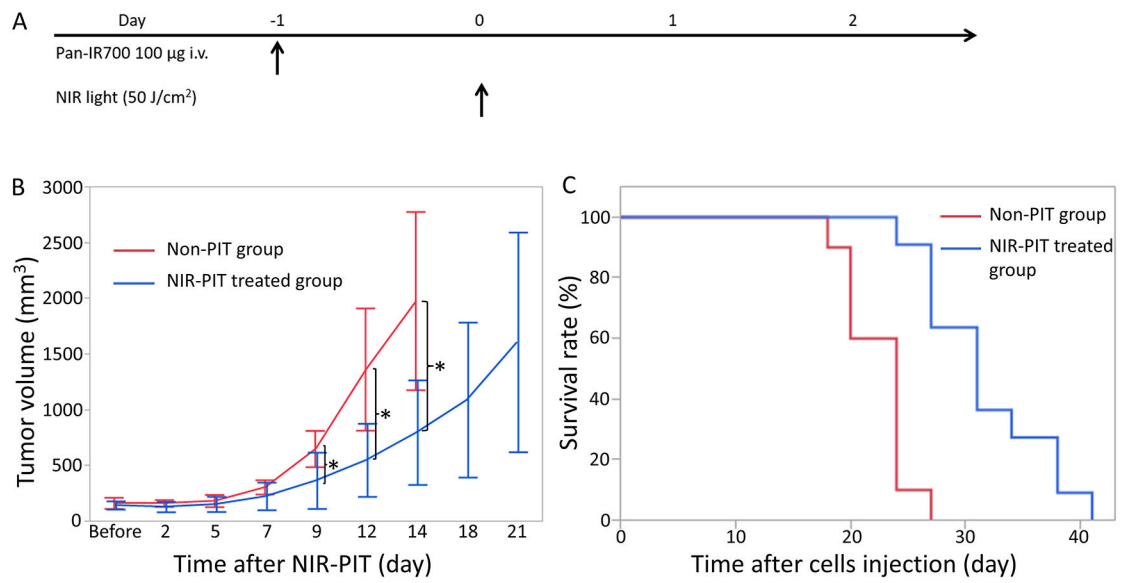 A
Day -1 0 1 2
Pan-IR700 100 µg i.v.
NIR light (50 J/cm²)
B
3000
2500
2000
1500
1000
500
0
Tumor volume (mm³)
Non-PIT group
NIR-PIT treated group
*
*
*
Before 2 5 7 9 12 14 18 21
Time after NIR-PIT (day)
C
100
80
60
40
20
0
Survival rate (%)
Non-PIT group
NIR-PIT treated
group
0 10 20 30 40
Time after cells injection (day)